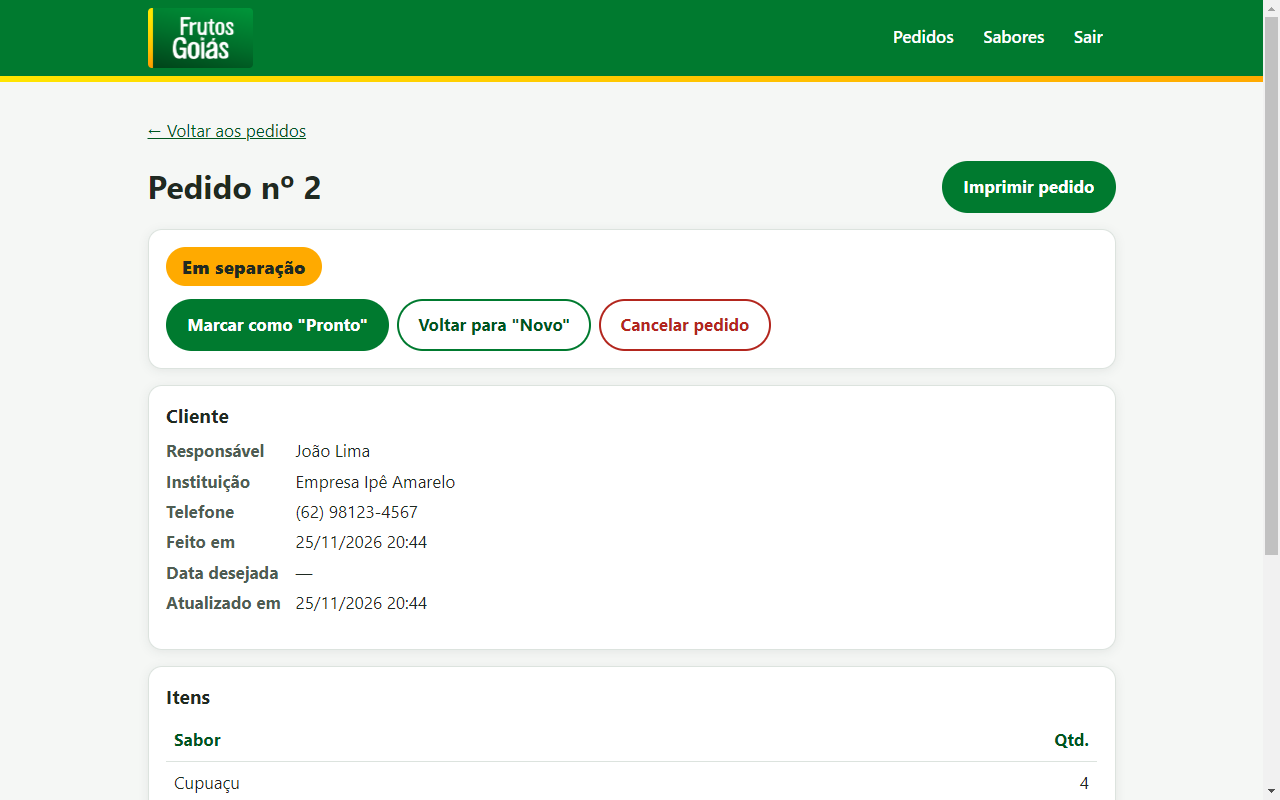 Frutos
Goiás
Pedidos Sabores Sair
← Voltar aos pedidos
Pedido nº 2
Imprimir pedido
Em separação
Marcar como "Pronto" Voltar para "Novo" Cancelar pedido
Cliente
Responsável João Lima
Instituição Empresa Ipê Amarelo
Telefone (62) 98123-4567
Feito em 25/11/2026 20:44
Data desejada —
Atualizado em 25/11/2026 20:44
Itens
Sabor Qtd.
Cupuaçu 4